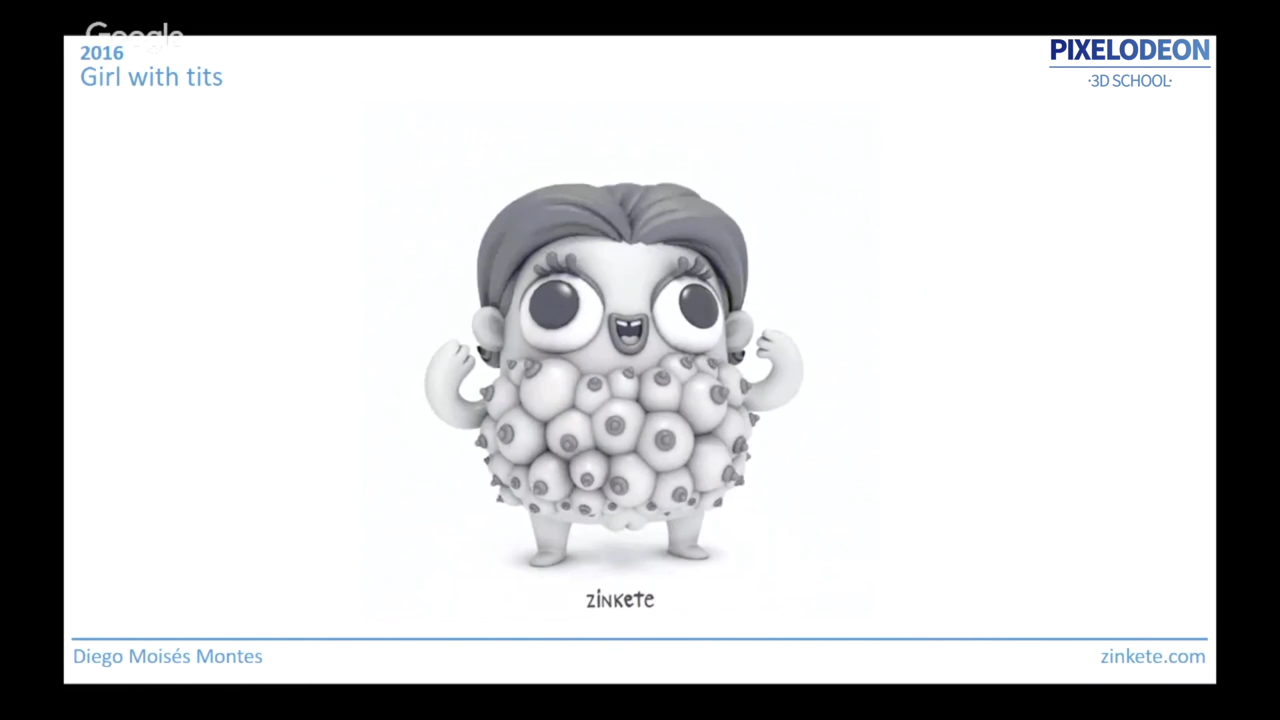 Google
2016
Girl with tits
PIXELODEON
·3D SCHOOL·
zinkete
Diego Moisés Montes
zinkete.com